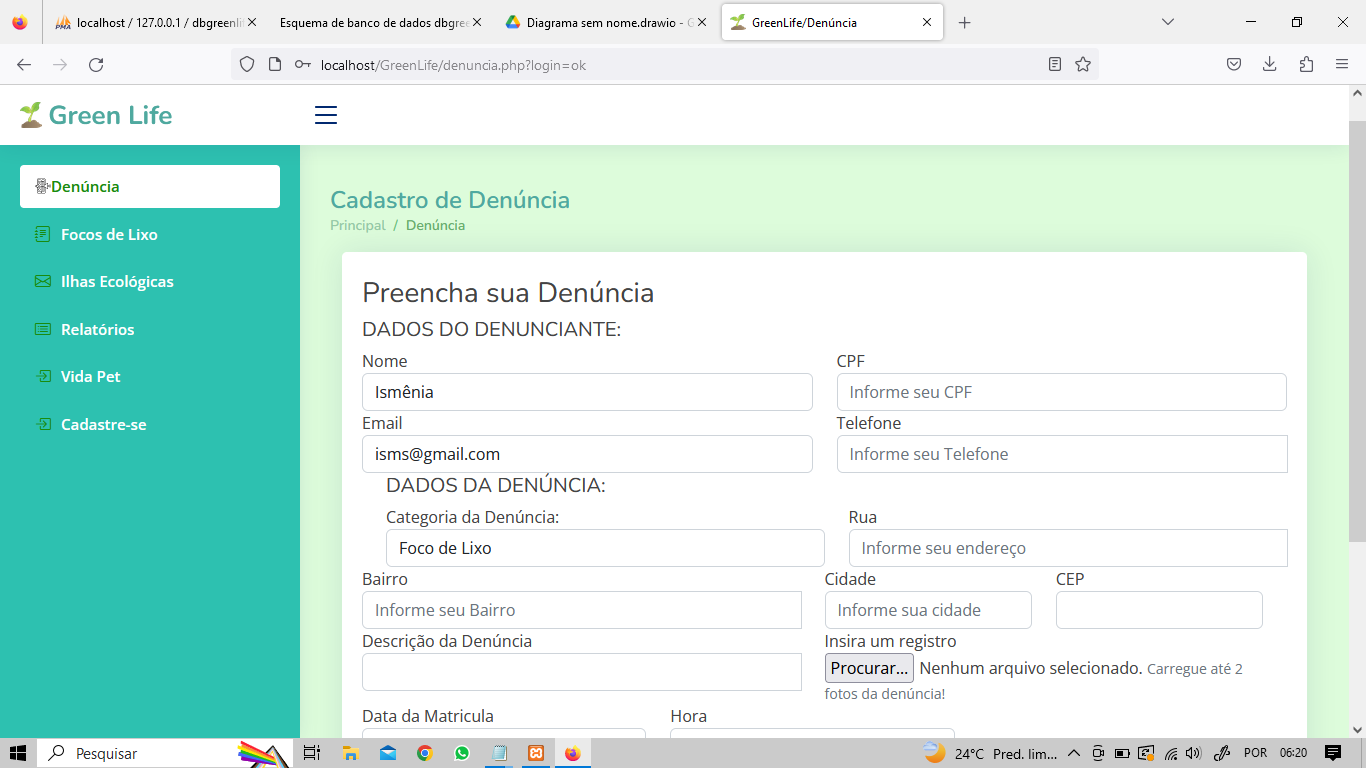 localhost / 127.0.0.1 / dbgreenlif
Esquema de banco de dados dbgree
Diagrama sem nome.drawio - G
GreenLife/Denúncia
localhost/GreenLife/denuncia.php?login=ok
Green Life
Denúncia
Focos de Lixo
Ilhas Ecológicas
Relatórios
Vida Pet
Cadastre-se
Cadastro de Denúncia
Principal / Denúncia
Preencha sua Denúncia
DADOS DO DENUNCIANTE:
Nome CPF
Ismênia Informe seu CPF
Email Telefone
isms@gmail.com Informe seu Telefone
DADOS DA DENÚNCIA:
Categoria da Denúncia: Rua
Foco de Lixo Informe seu endereço
Bairro Cidade CEP
Informe seu Bairro Informe sua cidade
Descrição da Denúncia Insira um registro
Procurar... Nenhum arquivo selecionado. Carregue até 2
fotos da denúncia!
Data da Matricula Hora
Pesquisar 24°C Pred. lim... POR 06:20